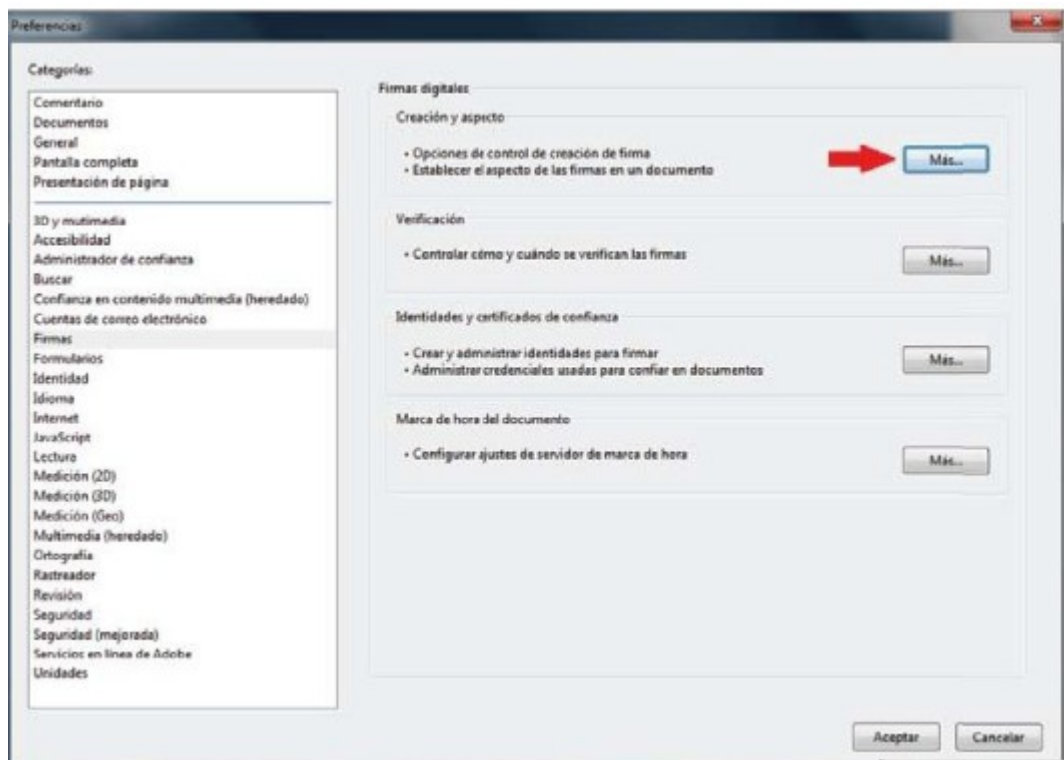 Preferencias
Categorías:
Comentario
Documentos
General
Pantalla completa
Presentación de página
3D y mutimedia
Accesibilidad
Administrador de confianza
Buscar
Confianza en contenido multimedia (heredado)
Cuentas de correo electrónico
Firmas
Formularios
Identidad
Idioma
Internet
JavaScript
Lectura
Medición (2D)
Medición (3D)
Medición (Geo)
Multimedia (heredado)
Ortografía
Rastreador
Revisión
Seguridad
Seguridad (mejorada)
Servicios en línea de Adobe
Unidades
Firmas digitales
Creación y aspecto
• Opciones de control de creación de firma
• Establecer el aspecto de las firmas en un documento
Más...
Verificación
• Controlar cómo y cuándo se verifican las firmas
Más...
Identidades y certificados de confianza
• Crear y administrar identidades para firmar
• Administrar credenciales usadas para confiar en documentos
Más...
Marca de hora del documento
• Configurar ajustes de servidor de marca de hora
Más...
Aceptar
Cancelar